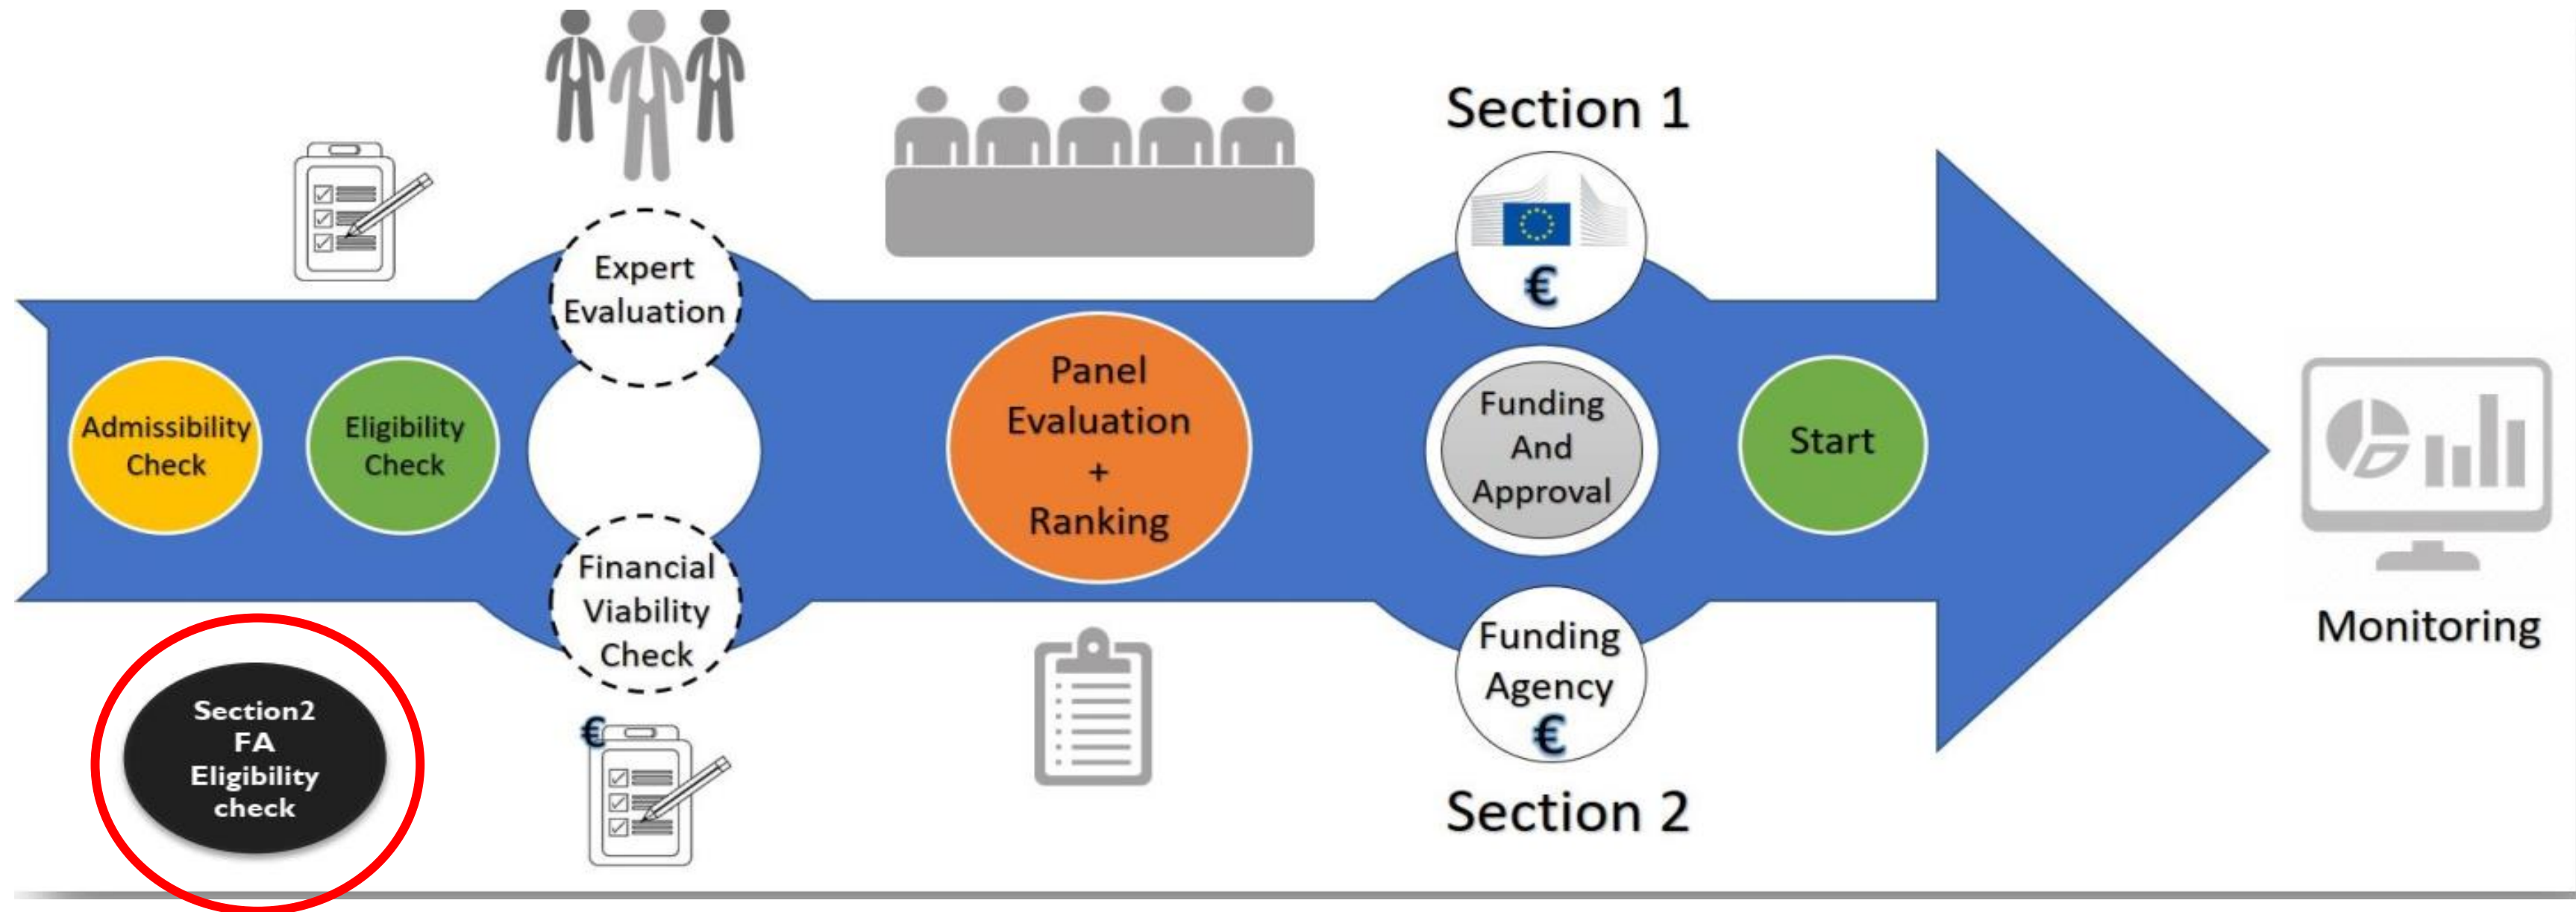 Admissibility
Check
Eligibility
Check
Section2
FA
Eligibility
check
Expert
Evaluation
Financial
Viability
Check
€
Panel
Evaluation
+
Ranking
Section 1
€
Funding
And
Approval
Funding
Agency
€
Section 2
Start
Monitoring